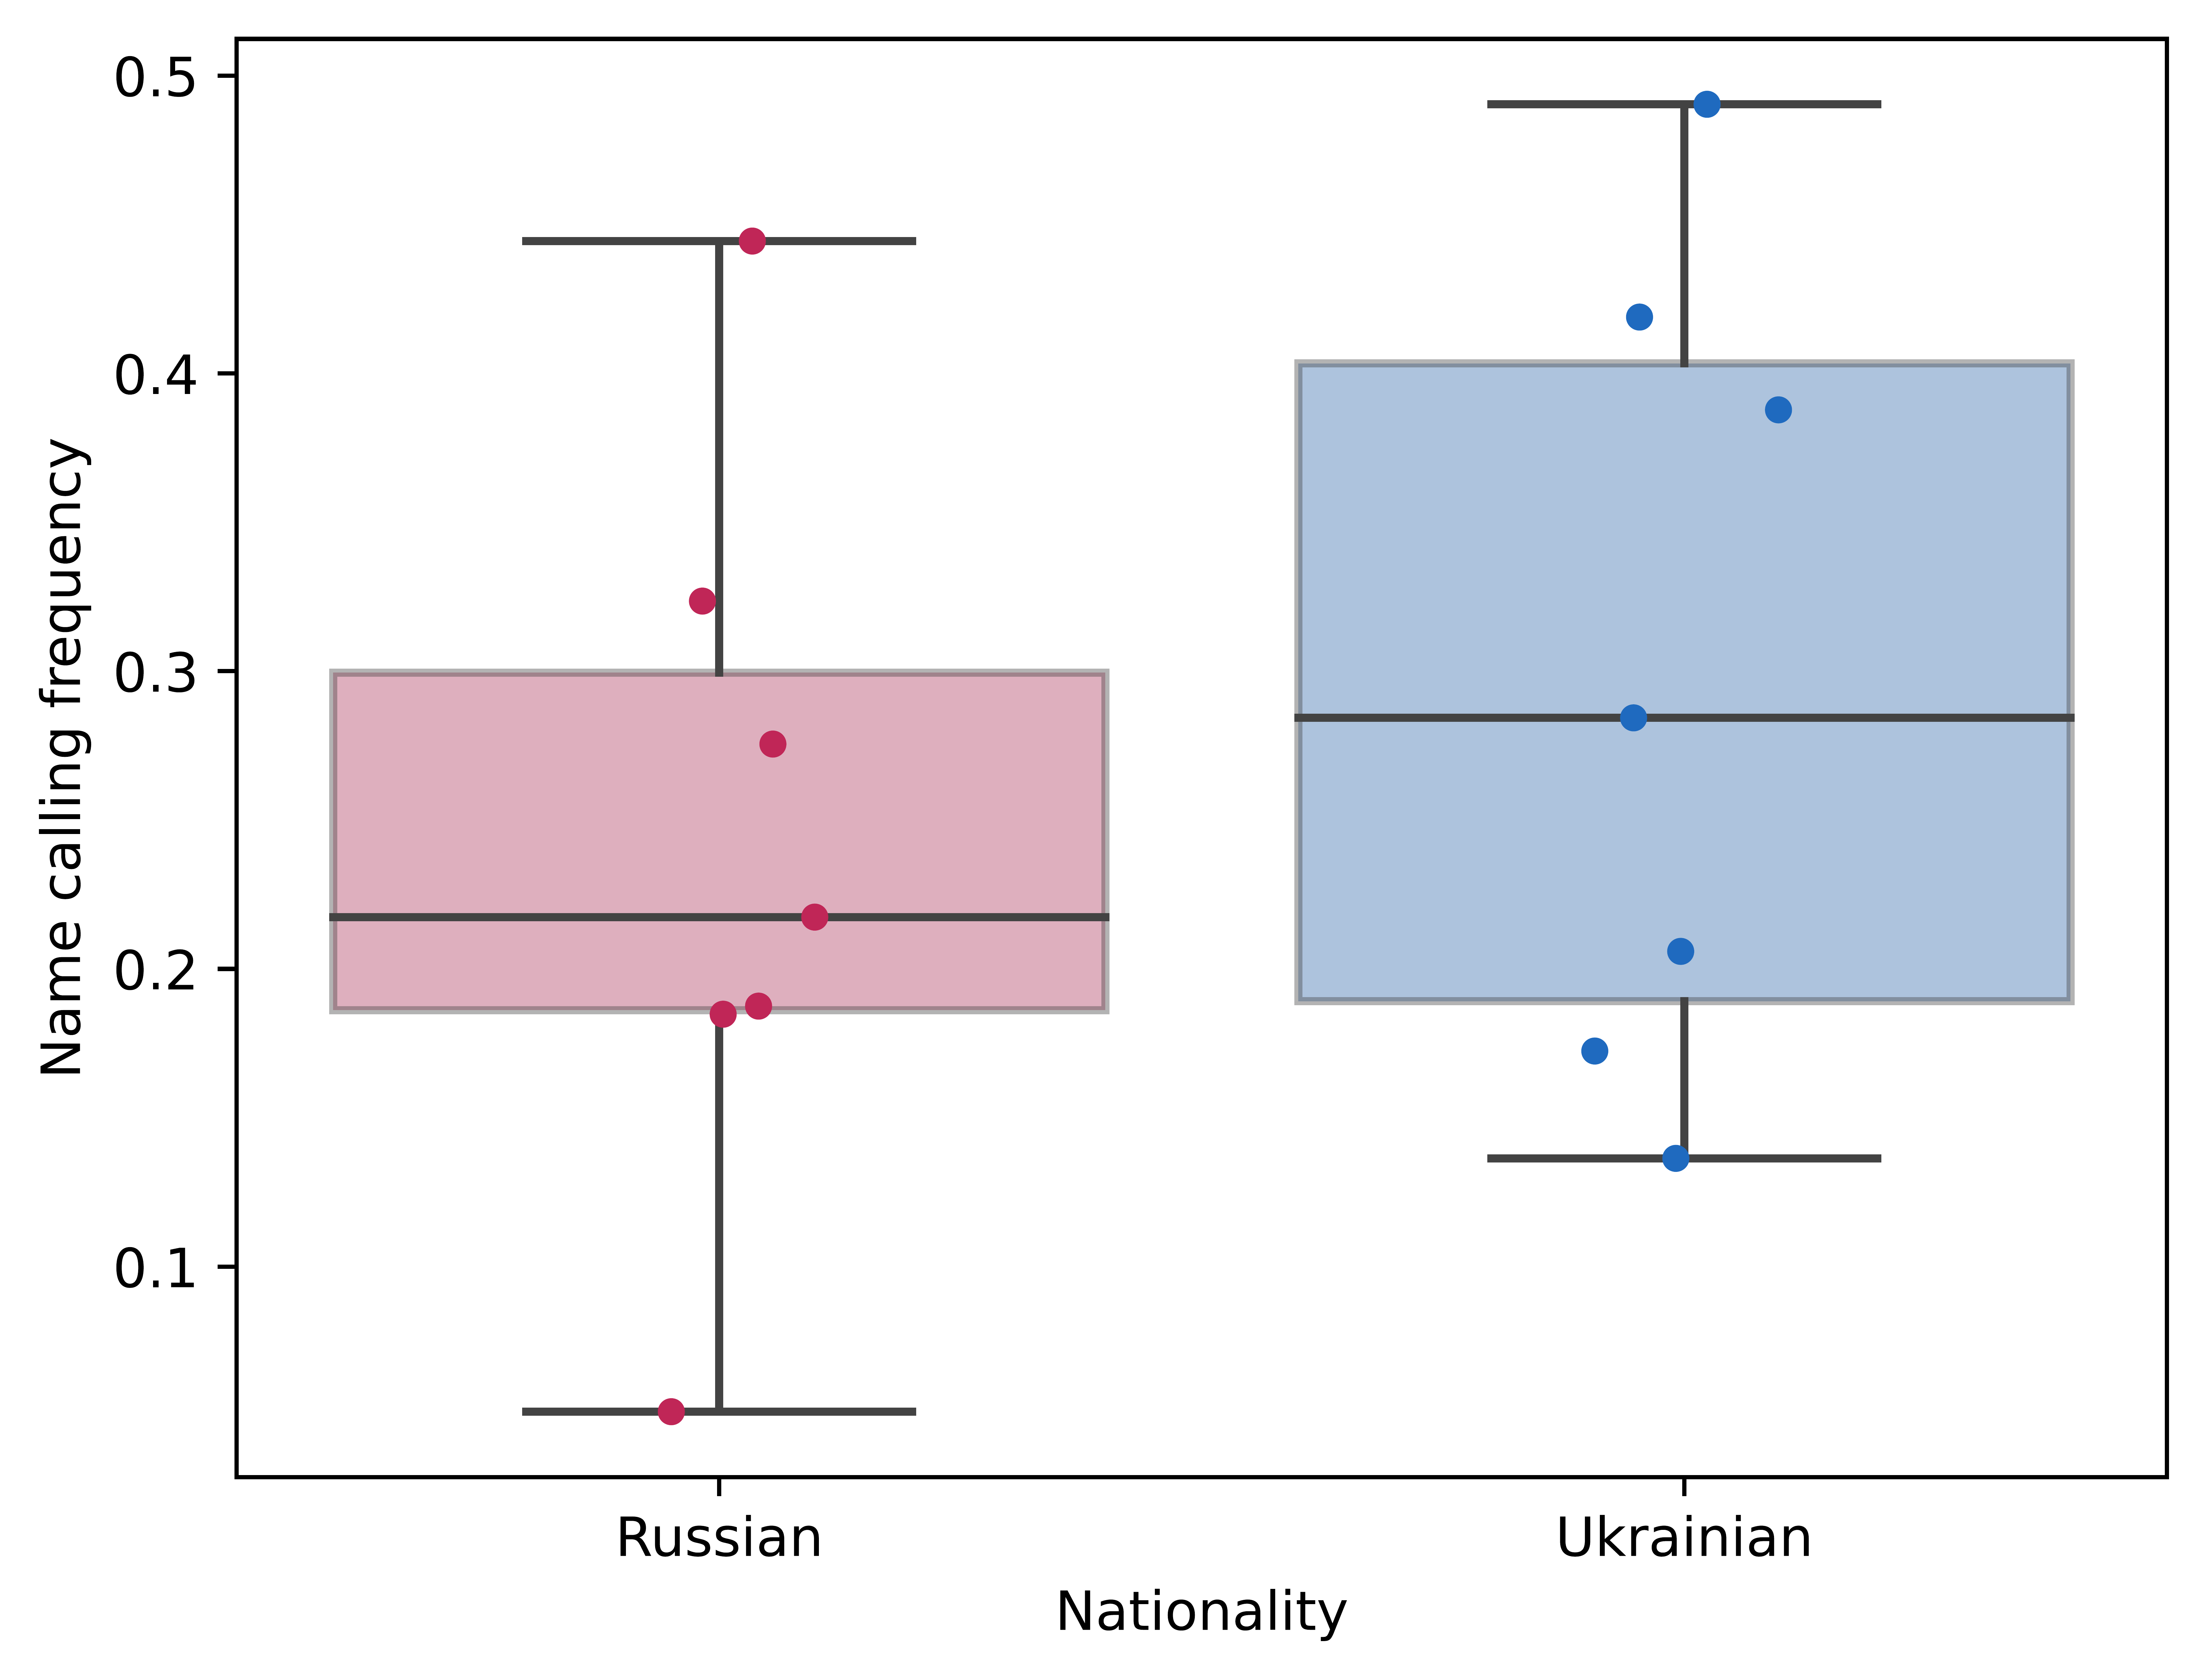 0.5
0.4
0.3
0.2
0.1
Name calling frequency
Russian
Ukrainian
Nationality